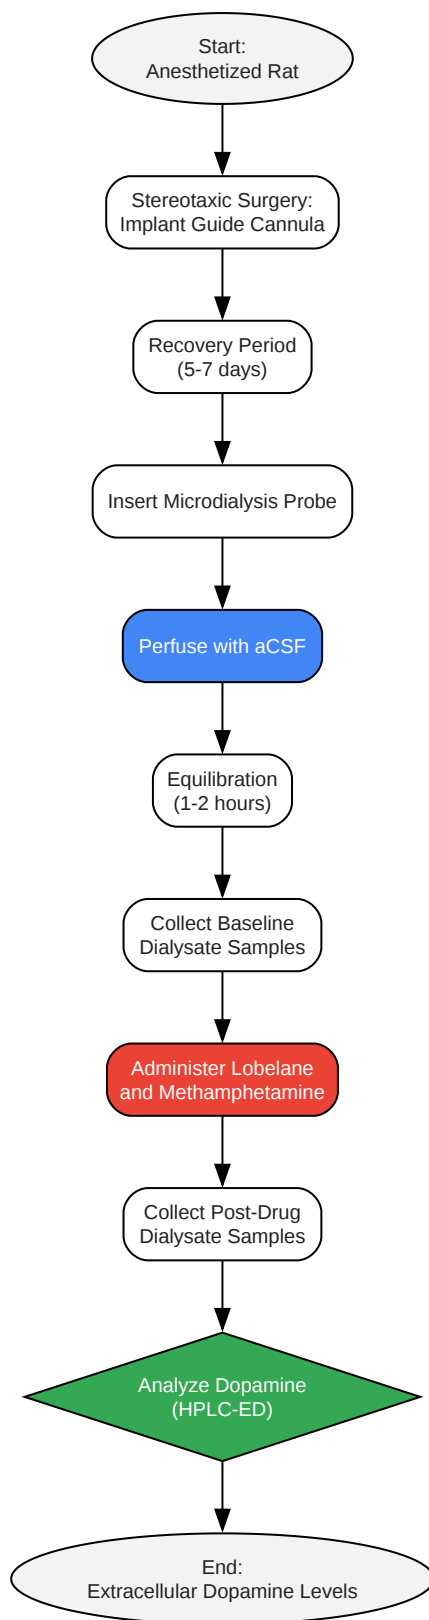 Start:
Anesthetized Rat
Stereotaxic Surgery:
Implant Guide Cannula
Recovery Period
(5-7 days)
Insert Microdialysis Probe
Perfuse with aCSF
Equilibration
(1-2 hours)
Collect Baseline
Dialysate Samples
Administer Lobelane
and Methamphetamine
Collect Post-Drug
Dialysate Samples
Analyze Dopamine
(HPLC-ED)
End:
Extracellular Dopamine Levels